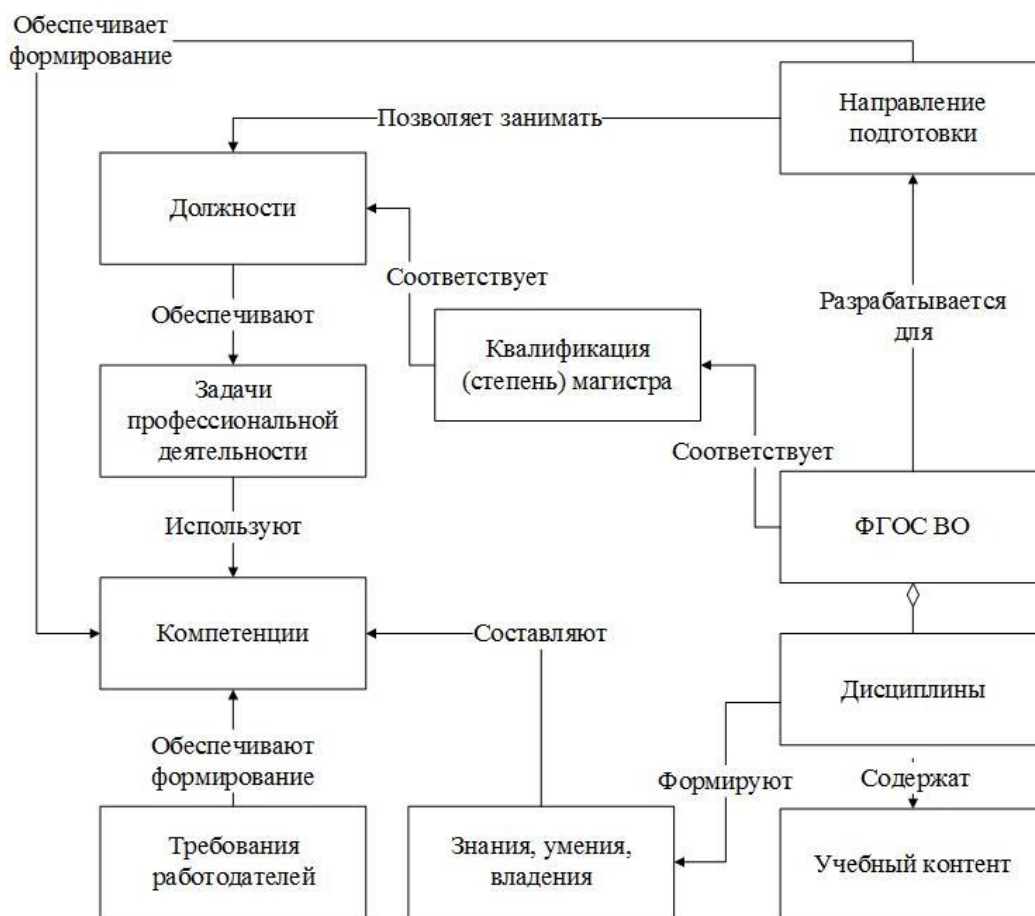 Обеспечивает
формирование
Направление
подготовки
Позволяет занимать
Должности
Соответствует
Обеспечивают
Разрабатывается
для
Квалификация
(степень) магистра
Задачи
профессиональной
деятельности
Соответствует
Используют
ФГОС ВО
Компетенции
Составляют
Дисциплины
Обеспечивают
формирование
Формируют
Содержат
Требования
работодателей
Знания, умения,
владения
Учебный контент